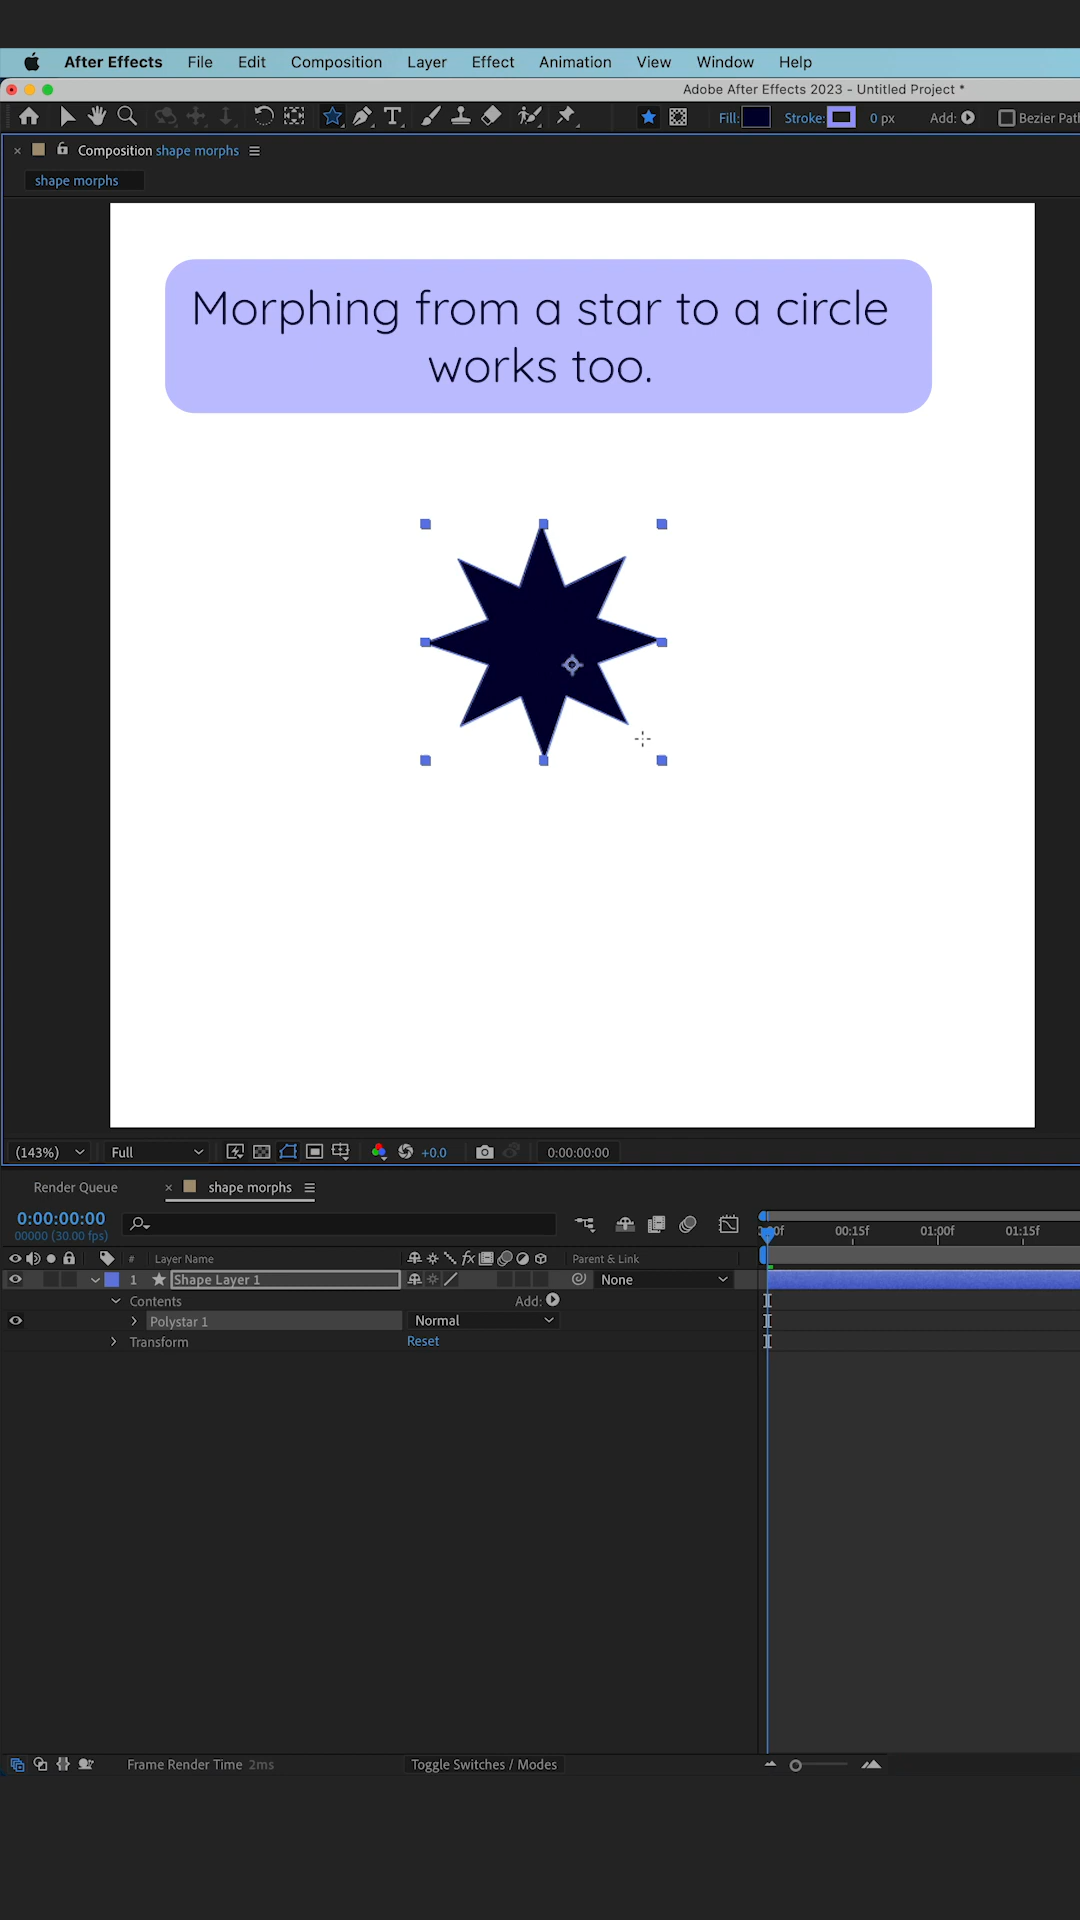 After Effects File Edit Composition Layer Effect Animation View Window Help
Adobe After Effects 2023 - Untitled Project *
Fill: Stroke: 0 px Add: Bezier Path
Composition shape morphs
shape morphs
Morphing from a star to a circle
works too.
(143%) Full +0.0 0:00:00:00
Render Queue shape morphs
0:00:00:00
00000 (30.00 fps)
00f 00:15f 01:00f 01:15f
# Layer Name Parent & Link
1 Shape Layer 1 None
Contents Add:
Polystar 1 Normal
Transform Reset
Frame Render Time 2ms Toggle Switches / Modes